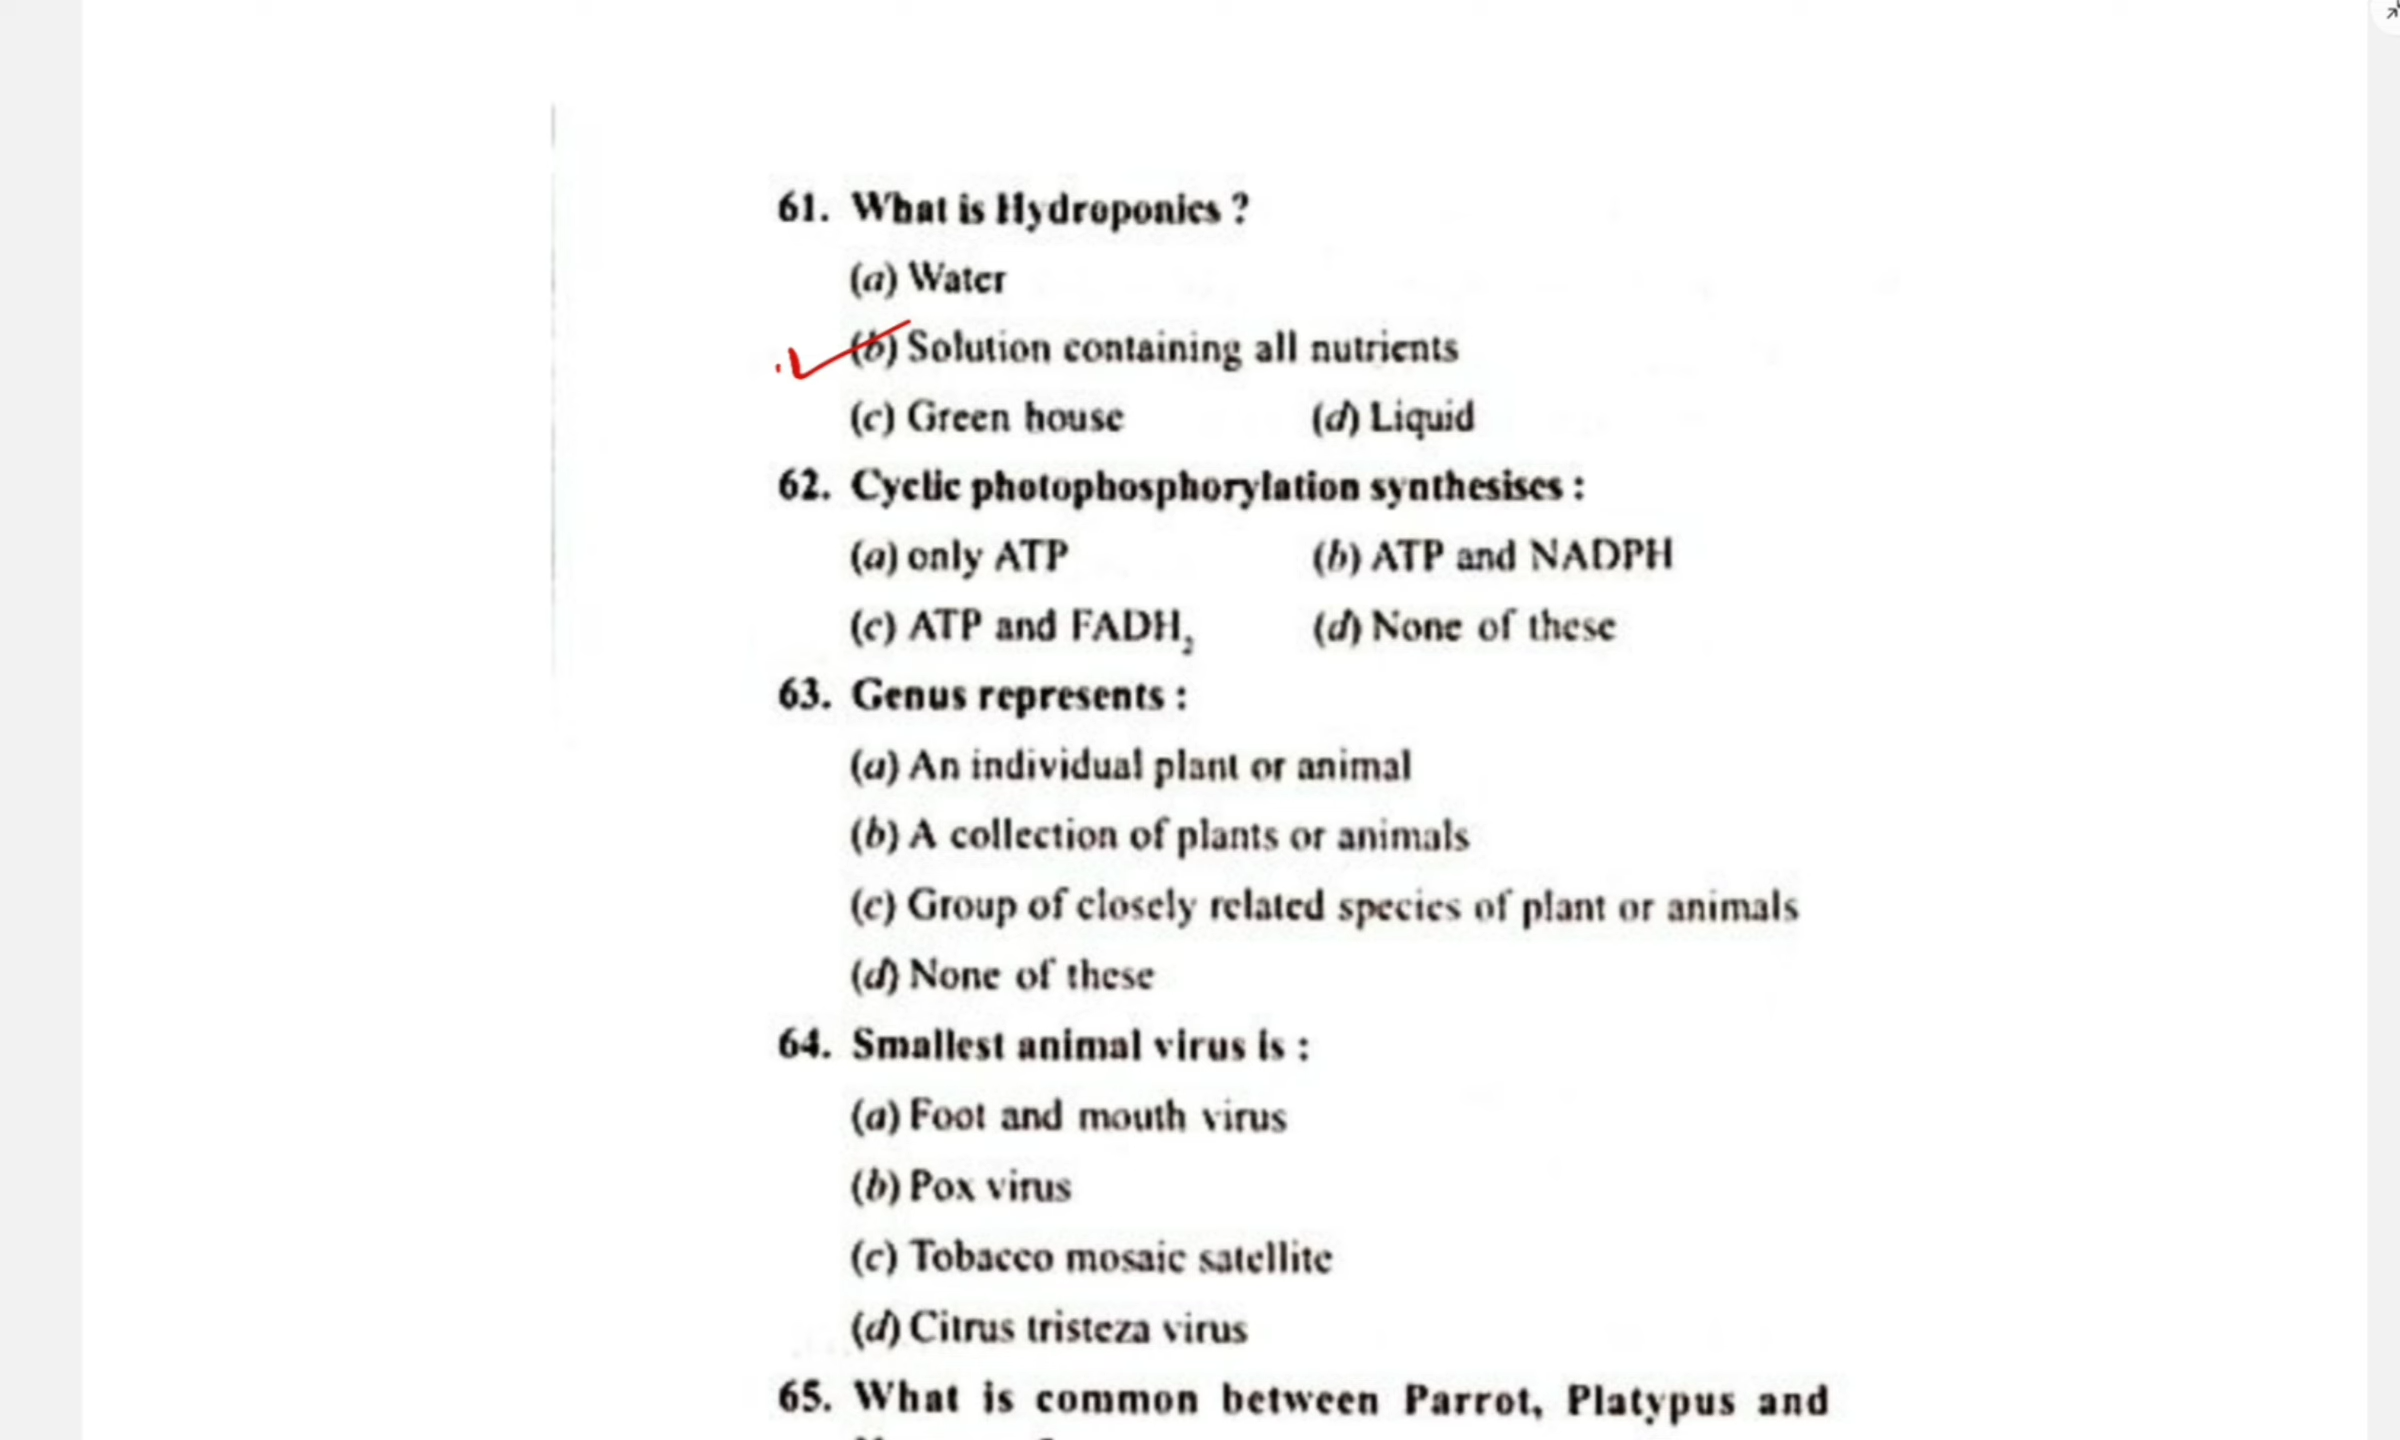 61. What is Hydroponics ?
(a) Water
(b) Solution containing all nutrients
(c) Green house (d) Liquid
62. Cyclic photophosphorylation synthesises :
(a) only ATP (b) ATP and NADPH
(c) ATP and FADH₂ (d) None of these
63. Genus represents :
(a) An individual plant or animal
(b) A collection of plants or animals
(c) Group of closely related species of plant or animals
(d) None of these
64. Smallest animal virus is :
(a) Foot and mouth virus
(b) Pox virus
(c) Tobacco mosaic satellite
(d) Citrus tristeza virus
65. What is common between Parrot, Platypus and